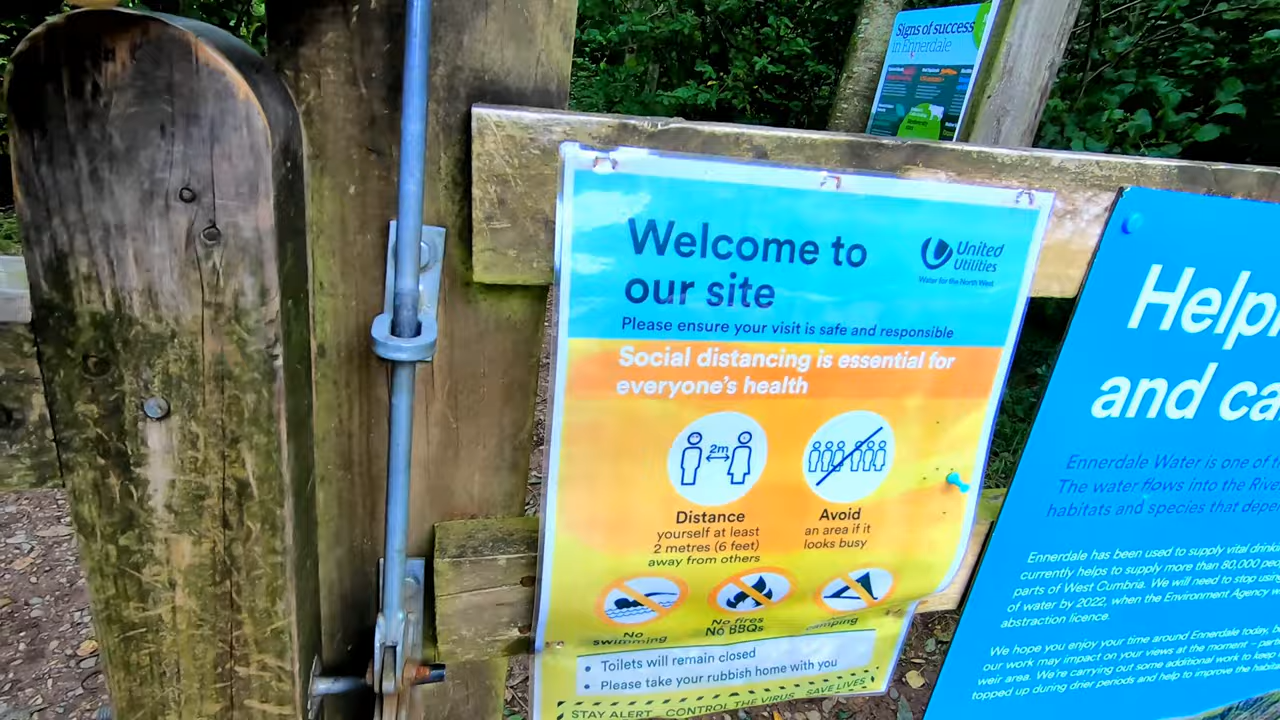 Signs of success
in Ennerdale
Welcome to
our site
United
Utilities
Water for the North West
Please ensure your visit is safe and responsible
Social distancing is essential for
everyone's health
2m
Distance
yourself at least
2 metres (6 feet)
away from others
Avoid
an area if it
looks busy
No
swimming
No fires
No BBQs
No
camping
• Toilets will remain closed
• Please take your rubbish home with you
STAY ALERT CONTROL THE VIRUS SAVE LIVES
Help
and ca
Ennerdale Water is one of
The water flows into the
habitats and species that
Ennerdale has been used to supply vital
currently helps to supply more than 80,000
parts of West Cumbria. We will need to stop
of water by 2022, when the Environment Agency
abstraction licence.
We hope you enjoy your time around Ennerdale today,
our work may impact on your views at the moment –
weir area. We're carrying out some additional work to keep
topped up during drier periods and help to improve the